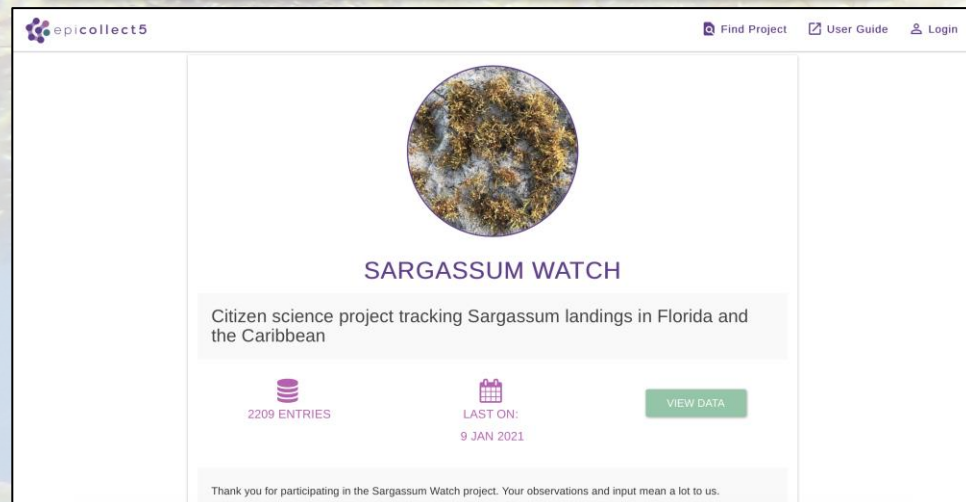 epicollect5
Find Project
User Guide
Login
SARGASSUM WATCH
Citizen science project tracking Sargassum landings in Florida and
the Caribbean
2209 ENTRIES
LAST ON:
9 JAN 2021
VIEW DATA
Thank you for participating in the Sargassum Watch project. Your observations and input mean a lot to us.